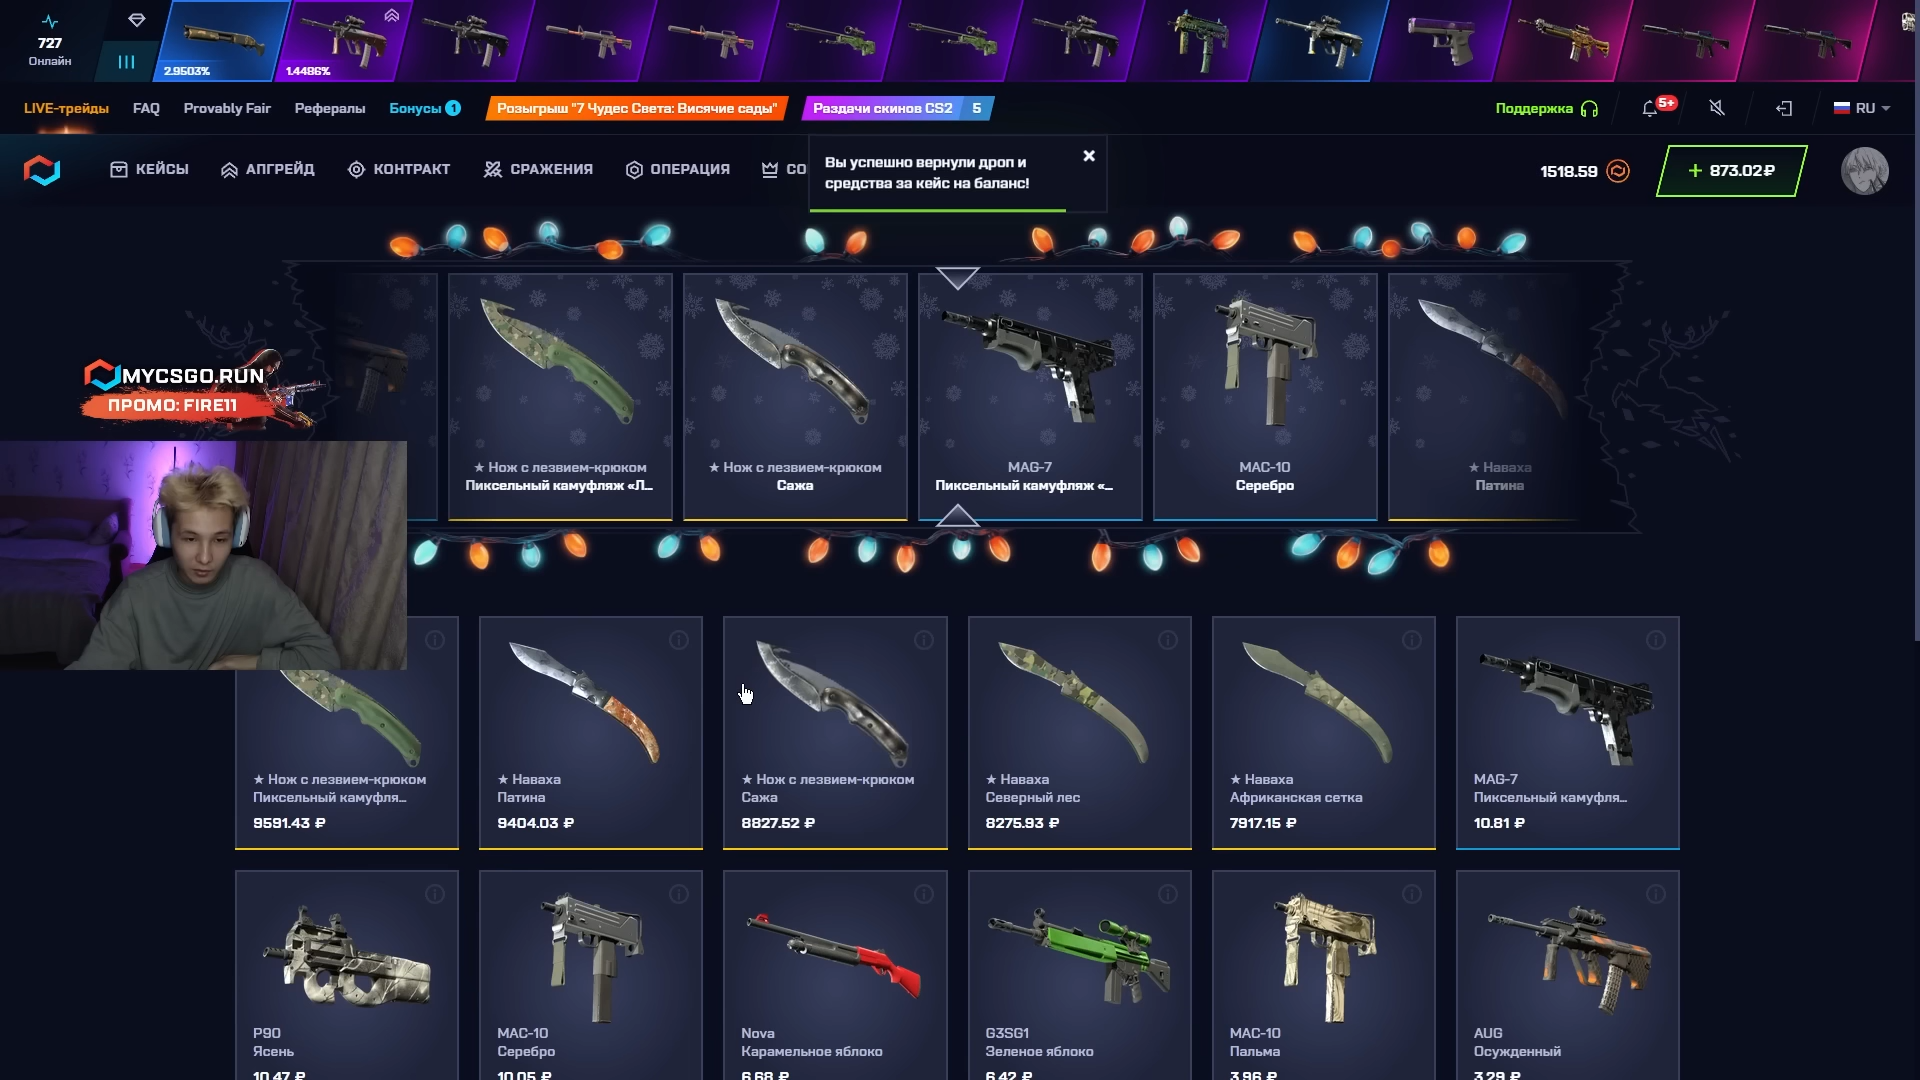 727
Онлайн
2.9503%
1.4486%
LIVE-трейды
FAQ
Provably Fair
Рефералы
Бонусы 1
Розыгрыш "7 Чудес Света: Висячие сады"
Раздачи скинов CS2 5
Поддержка
5+
RU
КЕЙСЫ
АПГРЕЙД
КОНТРАКТ
СРАЖЕНИЯ
ОПЕРАЦИЯ
СО
Вы успешно вернули дроп и
средства за кейс на баланс!
1518.59
+ 873.02 ₽
MYCSGO.RUN
ПРОМО: FIRE11
★ Нож с лезвием-крюком
Пиксельный камуфляж «Л...
★ Нож с лезвием-крюком
Сажа
MAG-7
Пиксельный камуфляж «...
MAC-10
Серебро
★ Наваха
Патина
★ Нож с лезвием-крюком
Пиксельный камуфля...
9591.43 ₽
★ Наваха
Патина
9404.03 ₽
★ Нож с лезвием-крюком
Сажа
8827.52 ₽
★ Наваха
Северный лес
8275.93 ₽
★ Наваха
Африканская сетка
7917.15 ₽
MAG-7
Пиксельный камуфля...
10.81 ₽
P90
Ясень
10.47 ₽
MAC-10
Серебро
10.05 ₽
Nova
Карамельное яблоко
6.68 ₽
G3SG1
Зеленое яблоко
6.42 ₽
MAC-10
Пальма
3.96 ₽
AUG
Осужденный
3.29 ₽